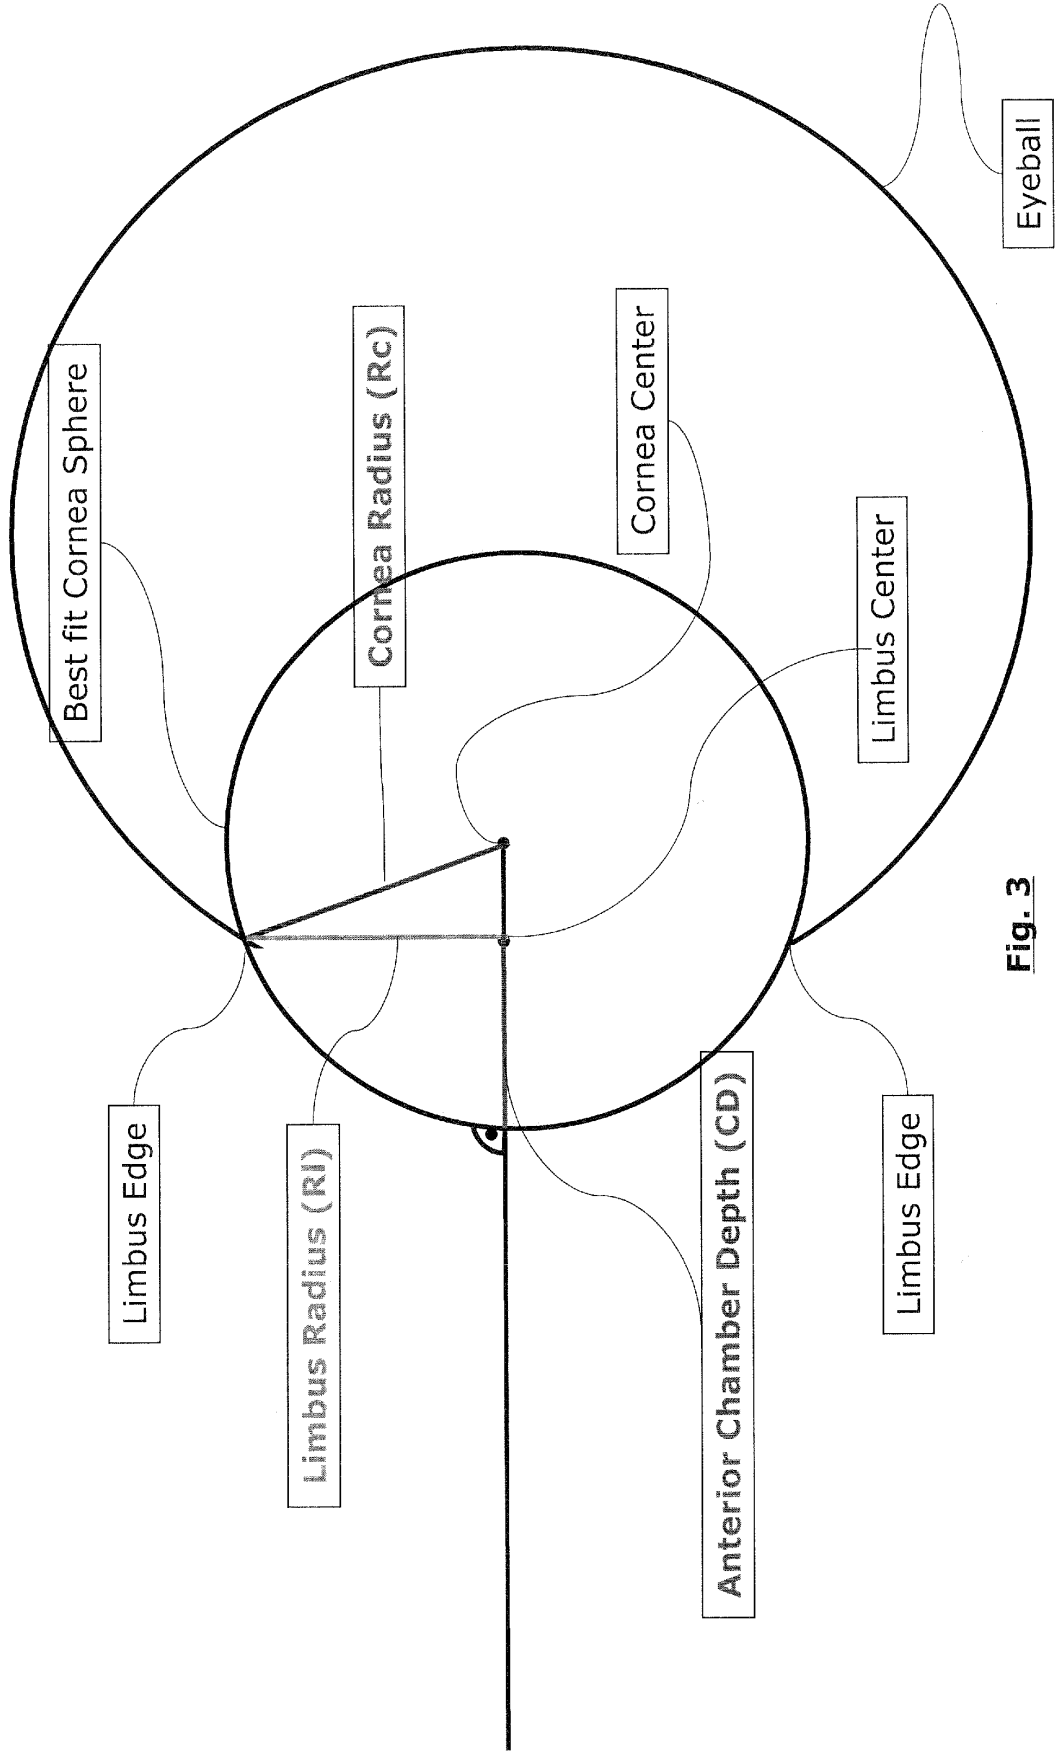 Eyeball
Best fit Cornea Sphere
Cornea Radius (Rc)
Cornea Center
Limbus Center
Limbus Edge
Limbus Radius (Rl)
Anterior Chamber Depth (CD)
Limbus Edge
Fig. 3